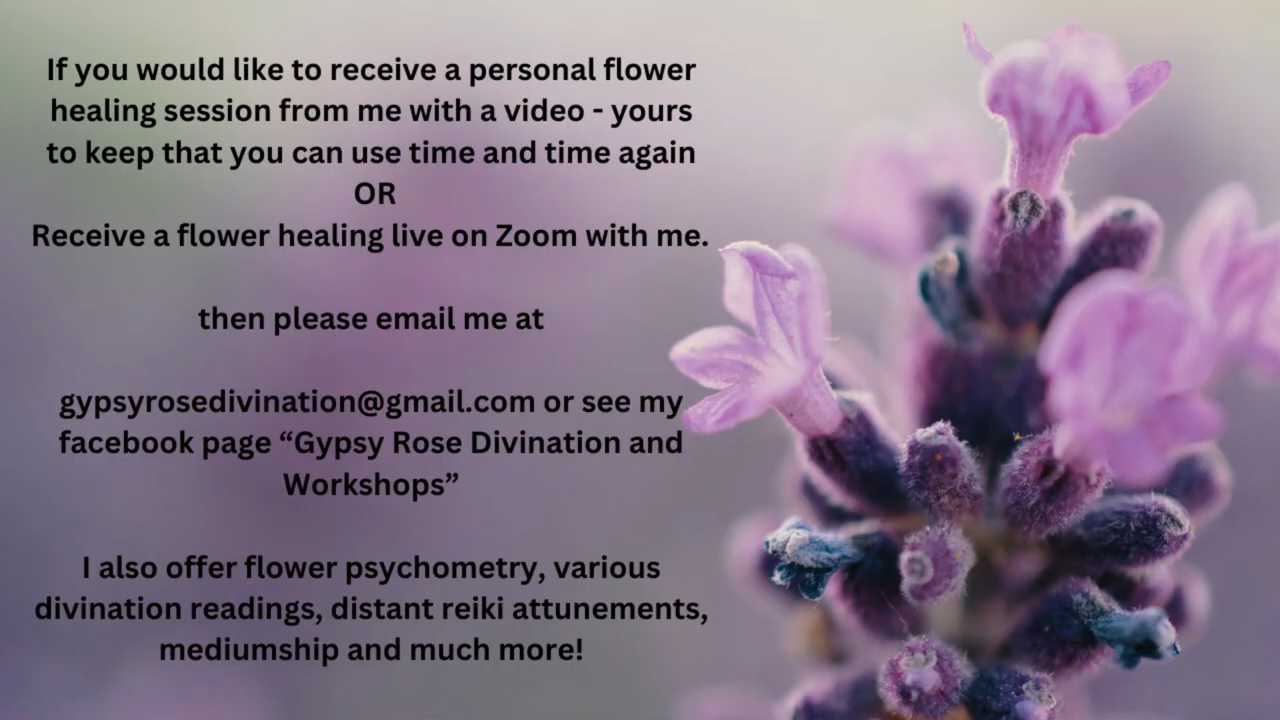 If you would like to receive a personal flower
healing session from me with a video - yours
to keep that you can use time and time again
OR
Receive a flower healing live on Zoom with me.
then please email me at
gypsyrosedivination@gmail.com or see my
facebook page “Gypsy Rose Divination and
Workshops”
I also offer flower psychometry, various
divination readings, distant reiki attunements,
mediumship and much more!